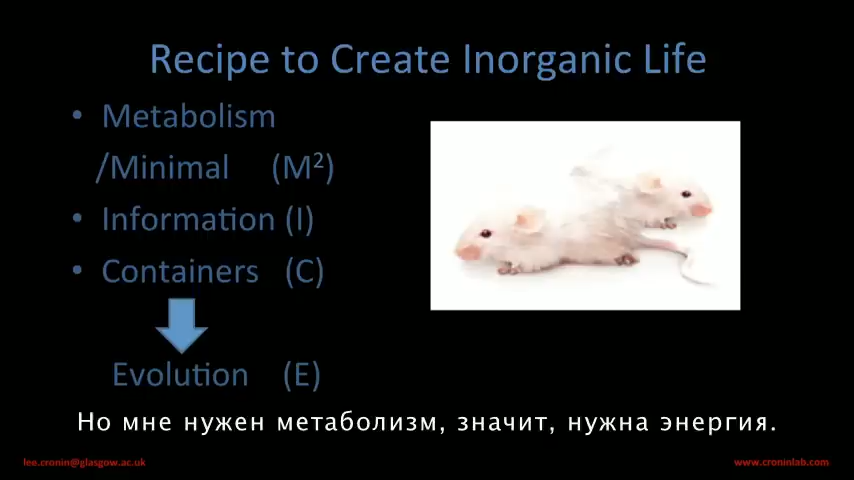 Recipe to Create Inorganic Life
• Metabolism
/Minimal (M²)
• Information (I)
• Containers (C)
Evolution (E)
Но мне нужен метаболизм, значит, нужна энергия.
lee.cronin@glasgow.ac.uk
www.croninlab.com